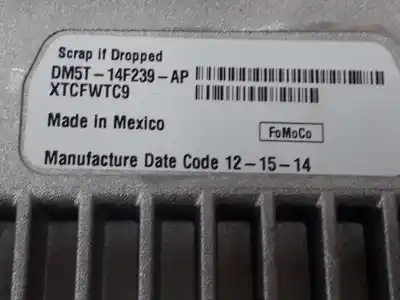 Scrap if Dropped
DM5T-14F239-AP
XTCFWTC9
Made in Mexico
FoMoCo
Manufacture Date Code 12-15-14